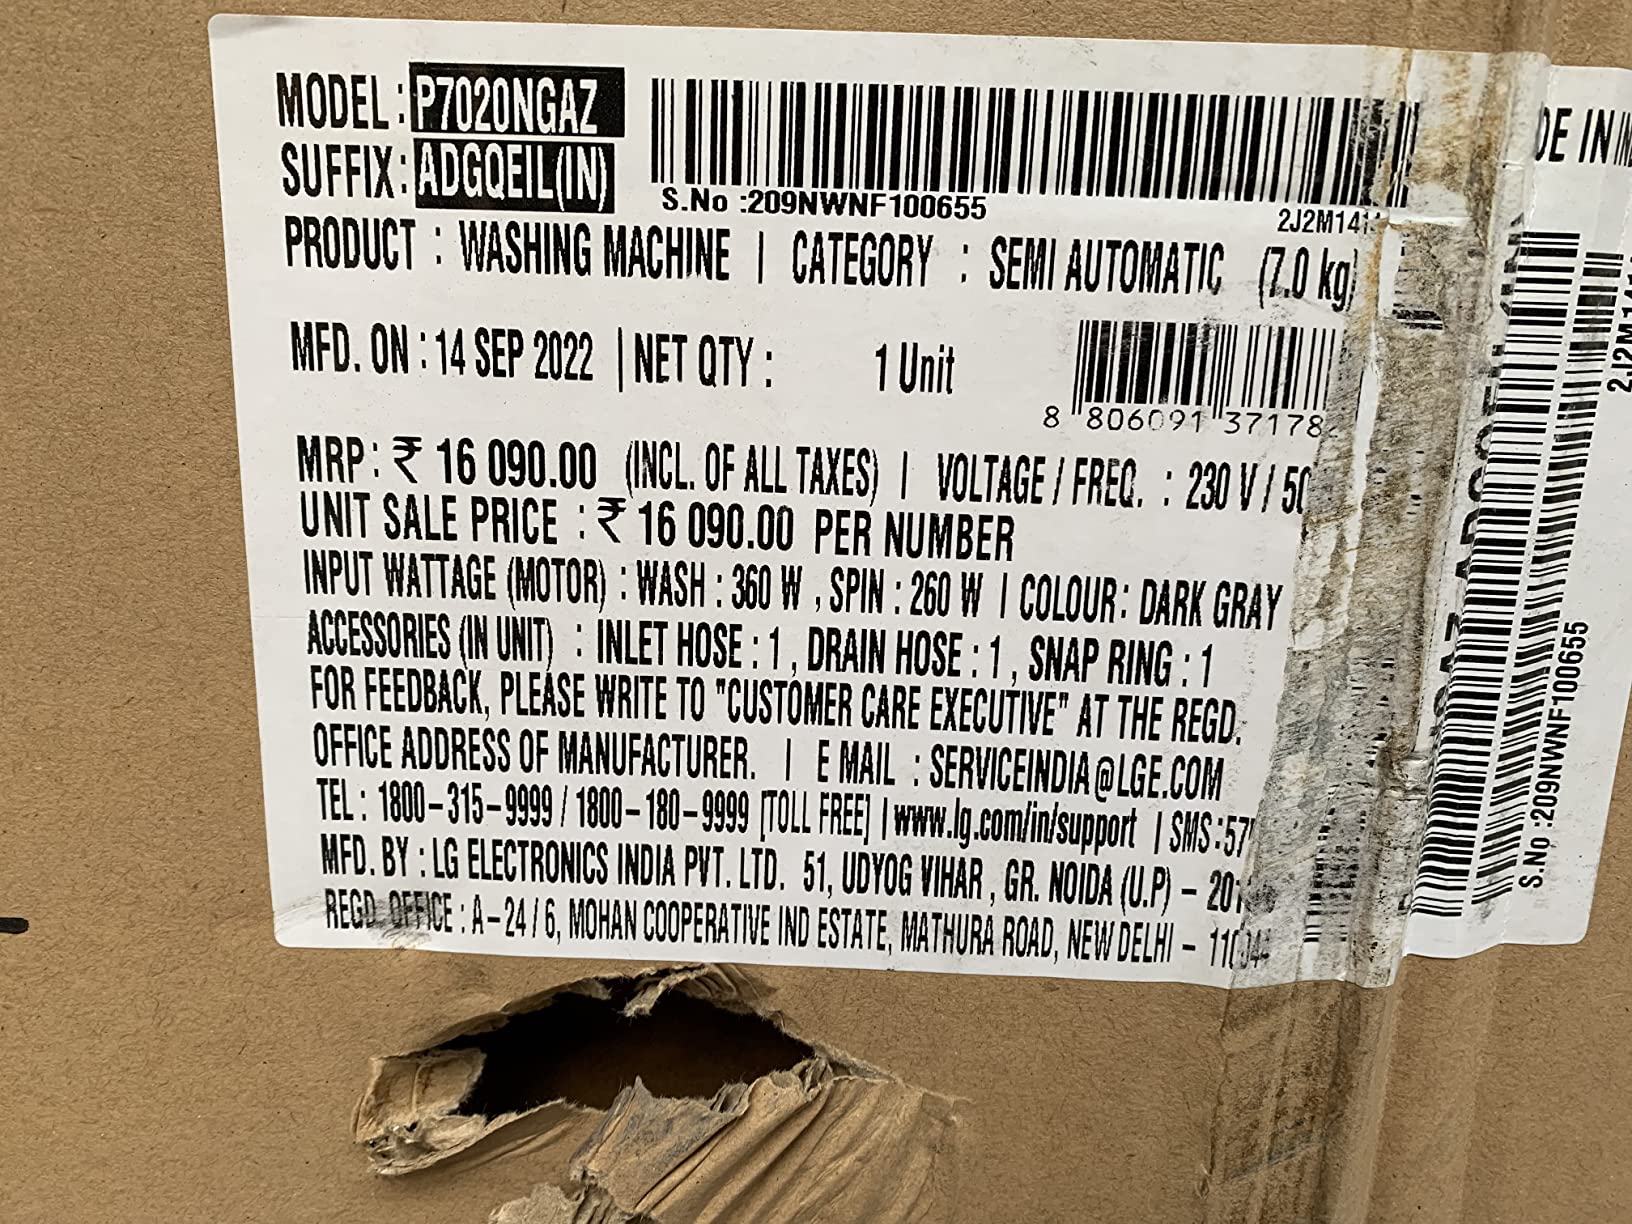 MODEL : P7020NGAZ
SUFFIX : ADGQEIL(IN)
S.No :209NWNF100655
PRODUCT : WASHING MACHINE | CATEGORY : SEMI AUTOMATIC (7.0 kg)
MFD. ON : 14 SEP 2022 | NET QTY : 1 Unit
8 806091 37178
MRP : ₹ 16 090.00 (INCL. OF ALL TAXES) | VOLTAGE / FREQ. : 230 V / 50
UNIT SALE PRICE : ₹ 16 090.00 PER NUMBER
INPUT WATTAGE (MOTOR) : WASH : 360 W , SPIN : 260 W | COLOUR : DARK GRAY
ACCESSORIES (IN UNIT) : INLET HOSE : 1 , DRAIN HOSE : 1 , SNAP RING : 1
FOR FEEDBACK, PLEASE WRITE TO "CUSTOMER CARE EXECUTIVE" AT THE REGD.
OFFICE ADDRESS OF MANUFACTURER. | E MAIL : SERVICEINDIA@LGE.COM
TEL : 1800-315-9999 / 1800-180-9999 [TOLL FREE] | www.lg.com/in/support | SMS :57
MFD. BY : LG ELECTRONICS INDIA PVT. LTD. 51, UDYOG VIHAR , GR. NOIDA (U.P) -
REGD. OFFICE : A-24 / 6, MOHAN COOPERATIVE IND ESTATE, MATHURA ROAD, NEW DELHI - 110044
DE IN IN
S.No :209NWNF100655